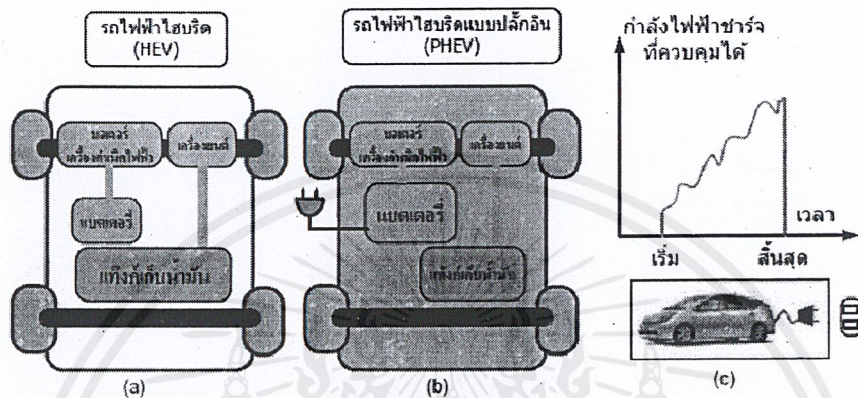 รถไฟฟ้าไฮบริด
(HEV)
มอเตอร์
เครื่องกำเนิดไฟฟ้า
เครื่องยนต์
แบตเตอรี่
แท๊งก์เก็บน้ำมัน
(a)
รถไฟฟ้าไฮบริดแบบปลั๊กอิน
(PHEV)
มอเตอร์
เครื่องกำเนิดไฟฟ้า
เครื่องยนต์
แบตเตอรี่
แท๊งก์เก็บน้ำมัน
(b)
กำลังไฟฟ้าชาร์จ
ที่ควบคุมได้
เวลา
เริ่ม
สิ้นสุด
(c)